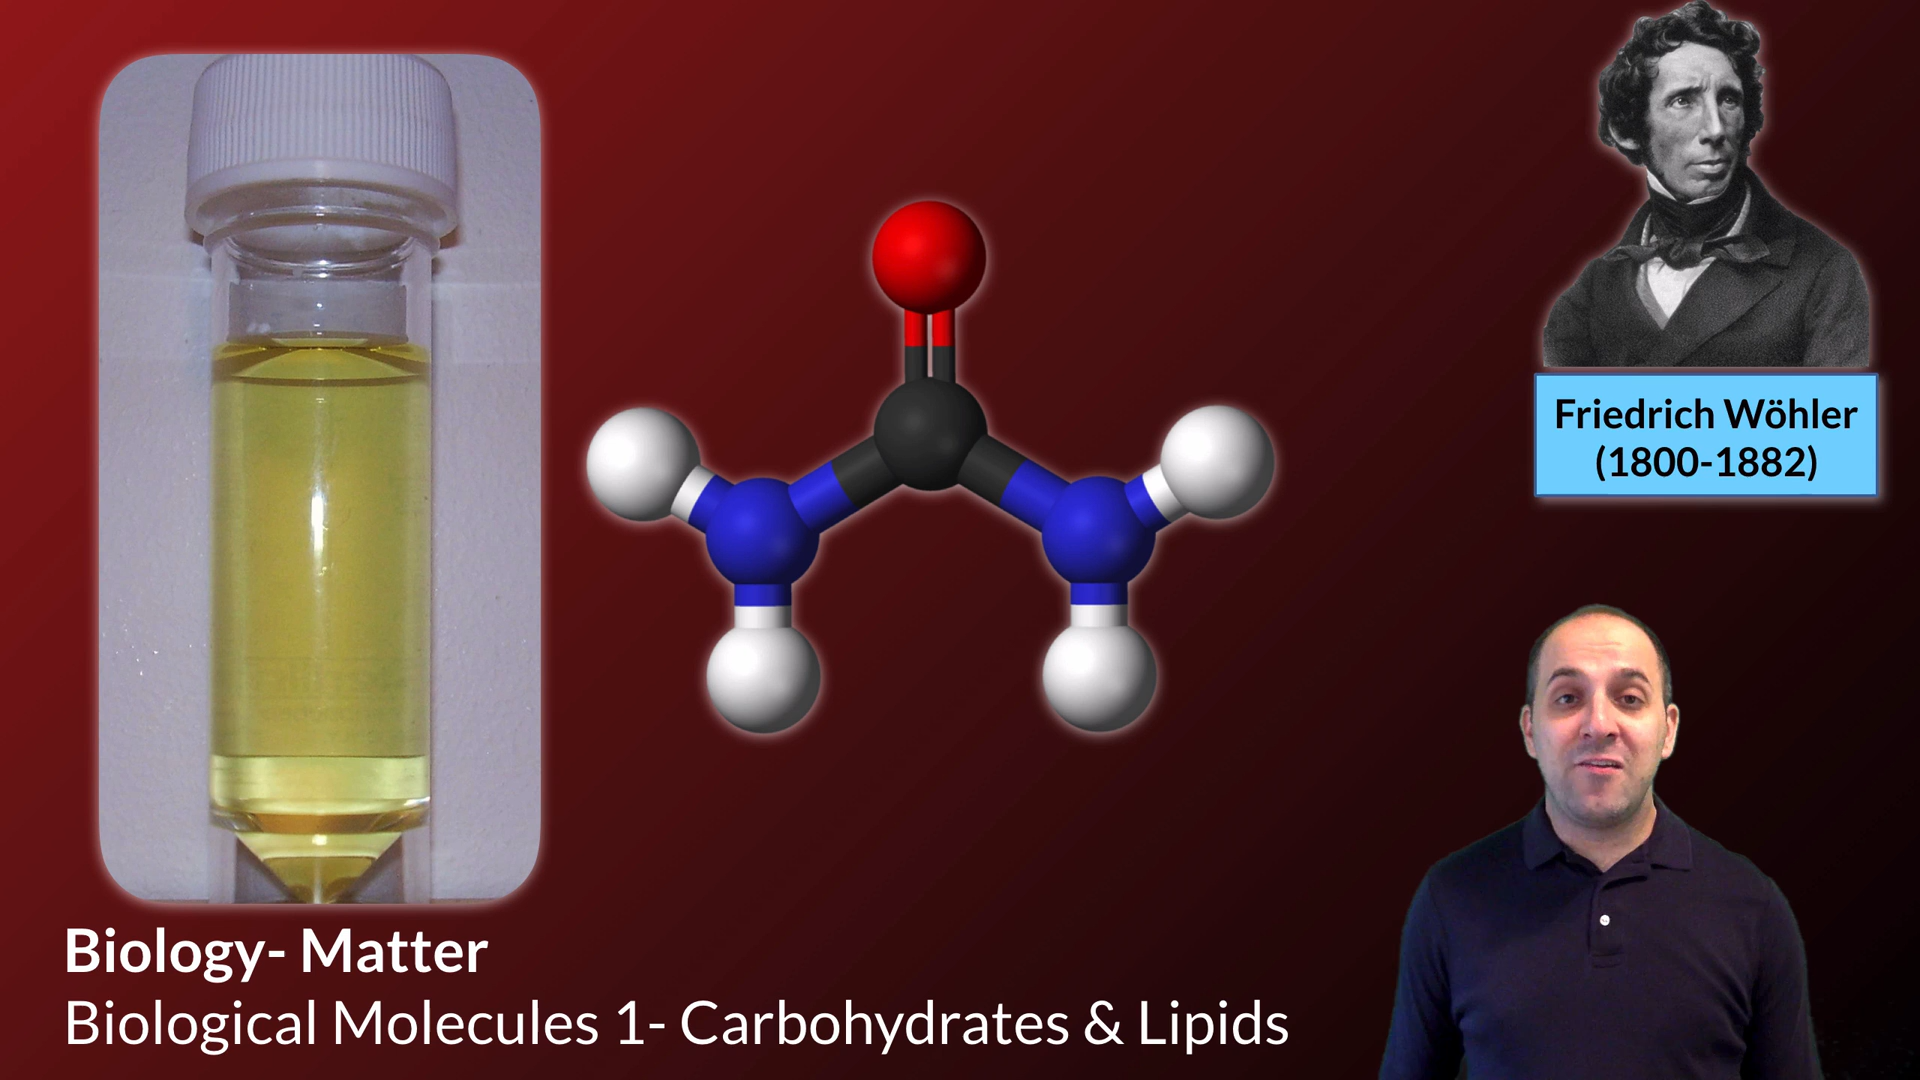 Friedrich Wöhler
(1800-1882)
Biology- Matter
Biological Molecules 1- Carbohydrates & Lipids